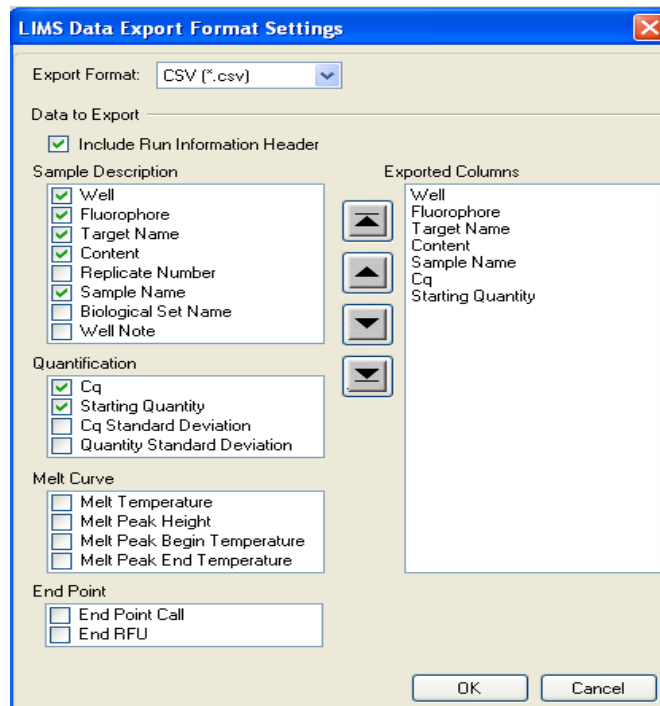 LIMS Data Export Format Settings
Export Format: CSV (*.csv)
Data to Export
Include Run Information Header
Sample Description
Well
Fluorophore
Target Name
Content
Replicate Number
Sample Name
Biological Set Name
Well Note
Quantification
Cq
Starting Quantity
Cq Standard Deviation
Quantity Standard Deviation
Melt Curve
Melt Temperature
Melt Peak Height
Melt Peak Begin Temperature
Melt Peak End Temperature
End Point
End Point Call
End RFU
Exported Columns
Well
Fluorophore
Target Name
Content
Sample Name
Cq
Starting Quantity
OK Cancel